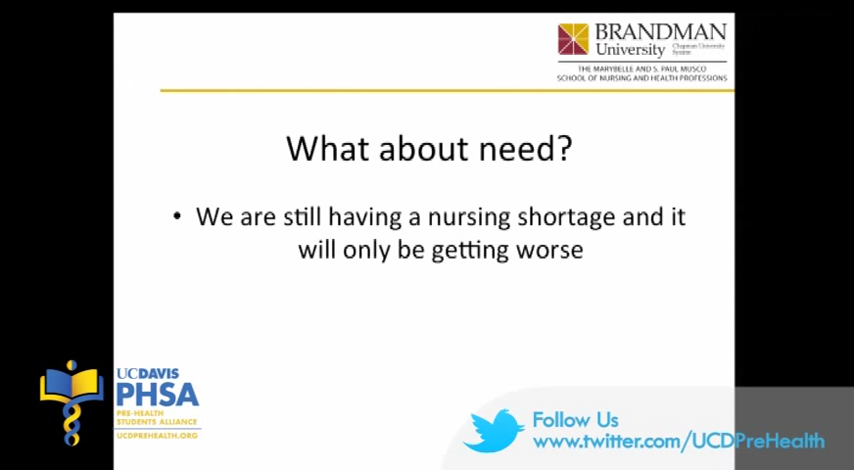 BRANDMAN
University Chapman University
System
THE MARYBELLE AND S. PAUL MUSCO
SCHOOL OF NURSING AND HEALTH PROFESSIONS
What about need?
• We are still having a nursing shortage and it
will only be getting worse
UCDAVIS
PHSA
PRE-HEALTH
STUDENTS ALLIANCE
UCDPREHEALTH.ORG
Follow Us
www.twitter.com/UCDPreHealth